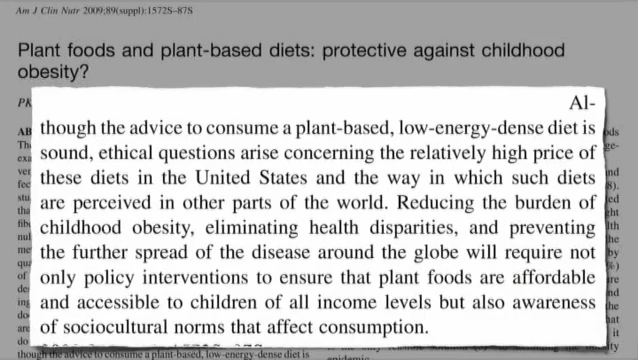 Am J Clin Nutr 2009;89(suppl):1572S–87S
Plant foods and plant-based diets: protective against childhood
obesity?
Al-
though the advice to consume a plant-based, low-energy-dense diet is
sound, ethical questions arise concerning the relatively high price of
these diets in the United States and the way in which such diets
are perceived in other parts of the world. Reducing the burden of
childhood obesity, eliminating health disparities, and preventing
the further spread of the disease around the globe will require not
only policy interventions to ensure that plant foods are affordable
and accessible to children of all income levels but also awareness
of sociocultural norms that affect consumption.
though the advice to consume a plant-based, low-energy-dense diet is